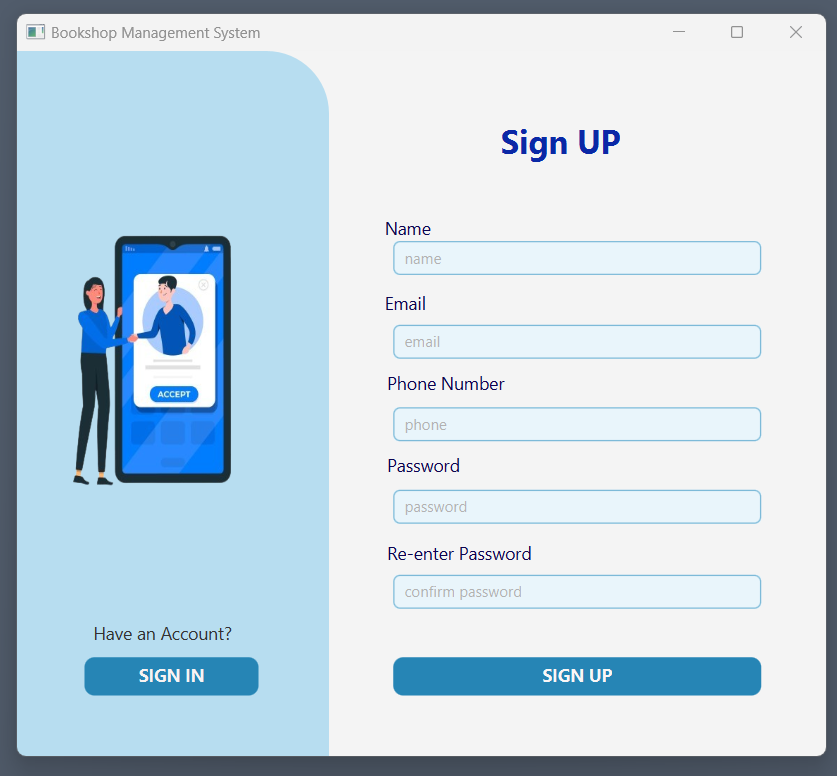 Bookshop Management System
Sign UP
Name
name
Email
email
Phone Number
phone
Password
password
Re-enter Password
confirm password
SIGN UP
ACCEPT
Have an Account?
SIGN IN